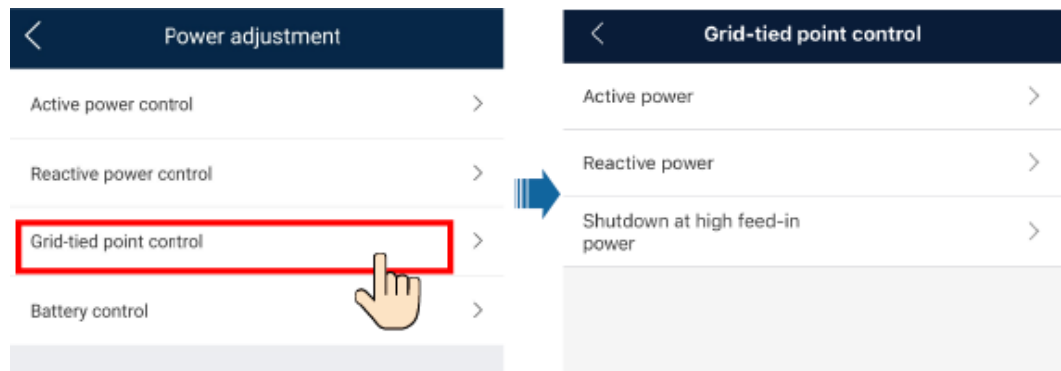 Power adjustment
Active power control
Reactive power control
Grid-tied point control
Battery control
Grid-tied point control
Active power
Reactive power
Shutdown at high feed-in
power